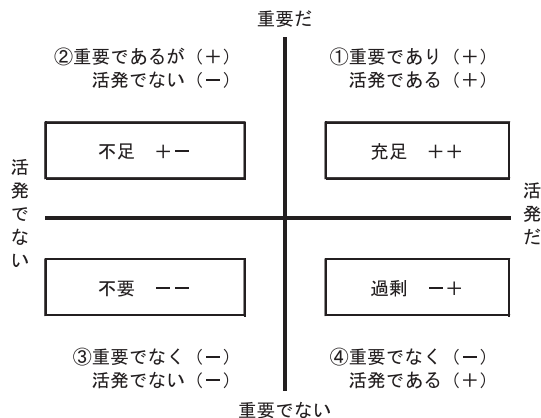 重要だ
②重要であるが（＋）
活発でない（－）
①重要であり（＋）
活発である（＋）
不足　＋－
充足　＋＋
活発でない
活発だ
不要　－－
過剰　－＋
③重要でなく（－）
活発でない（－）
④重要でなく（－）
活発である（＋）
重要でない